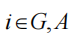 i ∈ G, A